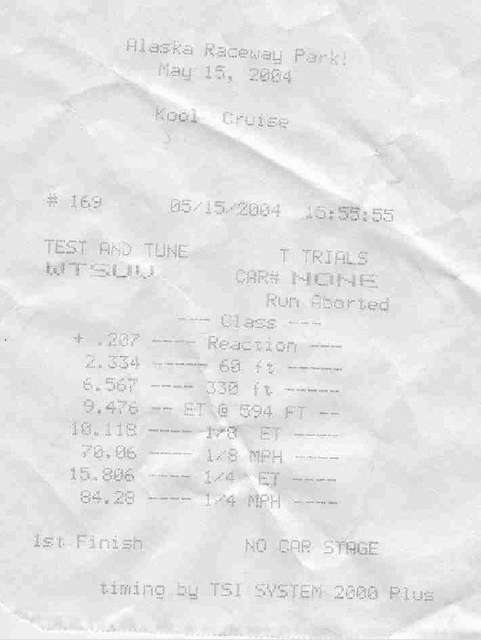 Alaska Raceway Park!
May 15, 2004
Kool Cruise
# 169 05/15/2004 16:55:55
TEST AND TUNE T TRIALS
WTSUV CAR# NONE
Run Aborted
--- Class ---
+ .207 ---- Reaction ---
2.334 ----- 60 ft -----
6.567 ---- 330 ft -----
9.476 -- ET @ 594 FT --
10.118 ---- 1/8 ET ----
70.06 ---- 1/8 MPH ----
15.806 ---- 1/4 ET ----
84.28 ---- 1/4 MPH ----
1st Finish NO CAR STAGE
timing by TSI SYSTEM 2000 Plus